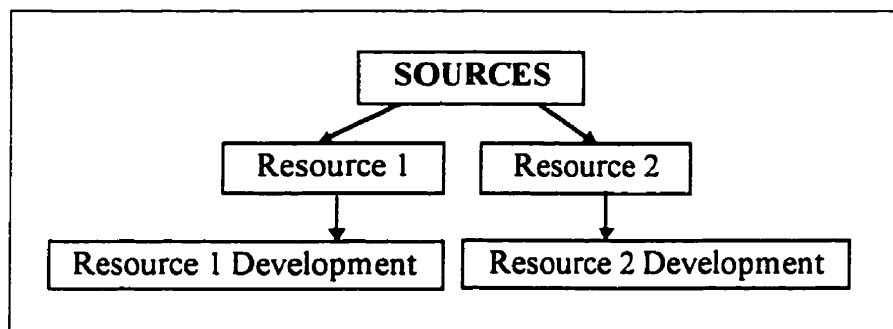 SOURCES
Resource 1
Resource 2
Resource 1 Development
Resource 2 Development